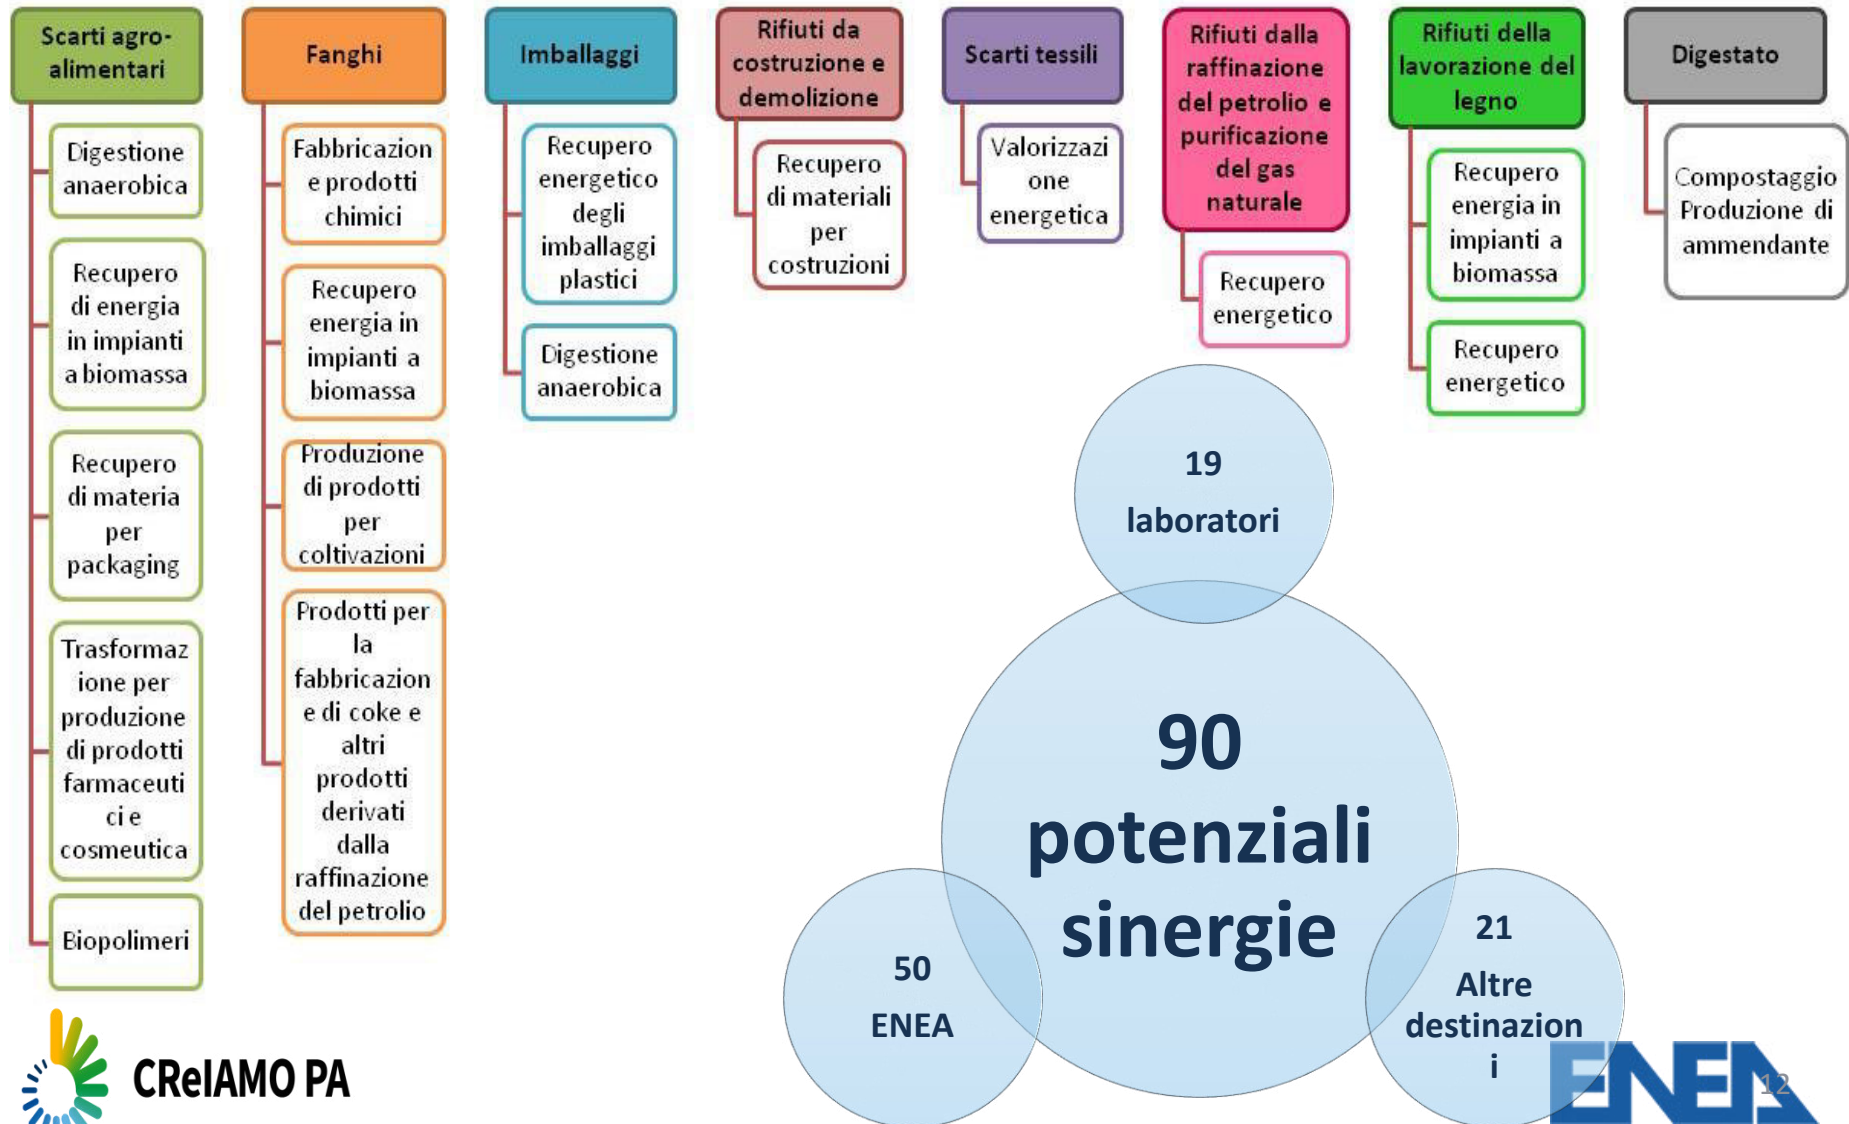 Scarti agro-
alimentari
Digestione
anaerobica
Recupero
di energia
in impianti
a biomassa
Recupero
di materia
per
packaging
Trasformaz
ione per
produzione
di prodotti
farmaceuti
ci e
cosmeutica
Biopolimeri
Fanghi
Fabbricazion
e prodotti
chimici
Recupero
energia in
impianti a
biomassa
Produzione
di prodotti
per
coltivazioni
Prodotti per
la
fabbricazion
e di coke e
altri
prodotti
derivati
dalla
raffinazione
del petrolio
Imballaggi
Recupero
energetico
degli
imballaggi
plastici
Digestione
anaerobica
Rifiuti da
costruzione e
demolizione
Recupero
di materiali
per
costruzioni
Scarti tessili
Valorizzazi
one
energetica
Rifiuti dalla
raffinazione
del petrolio e
purificazione
del gas
naturale
Recupero
energetico
Rifiuti della
lavorazione del
legno
Recupero
energia in
impianti a
biomassa
Recupero
energetico
Digestato
Compostaggio
Produzione di
ammendante
19
laboratori
90
potenziali
sinergie
50
ENEA
21
Altre
destinazion
i
CReIAMO PA
ENEA
12